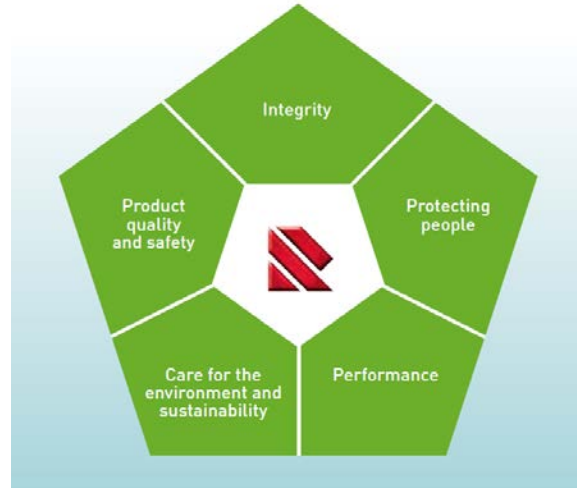 Integrity
Protecting
people
Performance
Care for the
environment and
sustainability
Product
quality
and safety